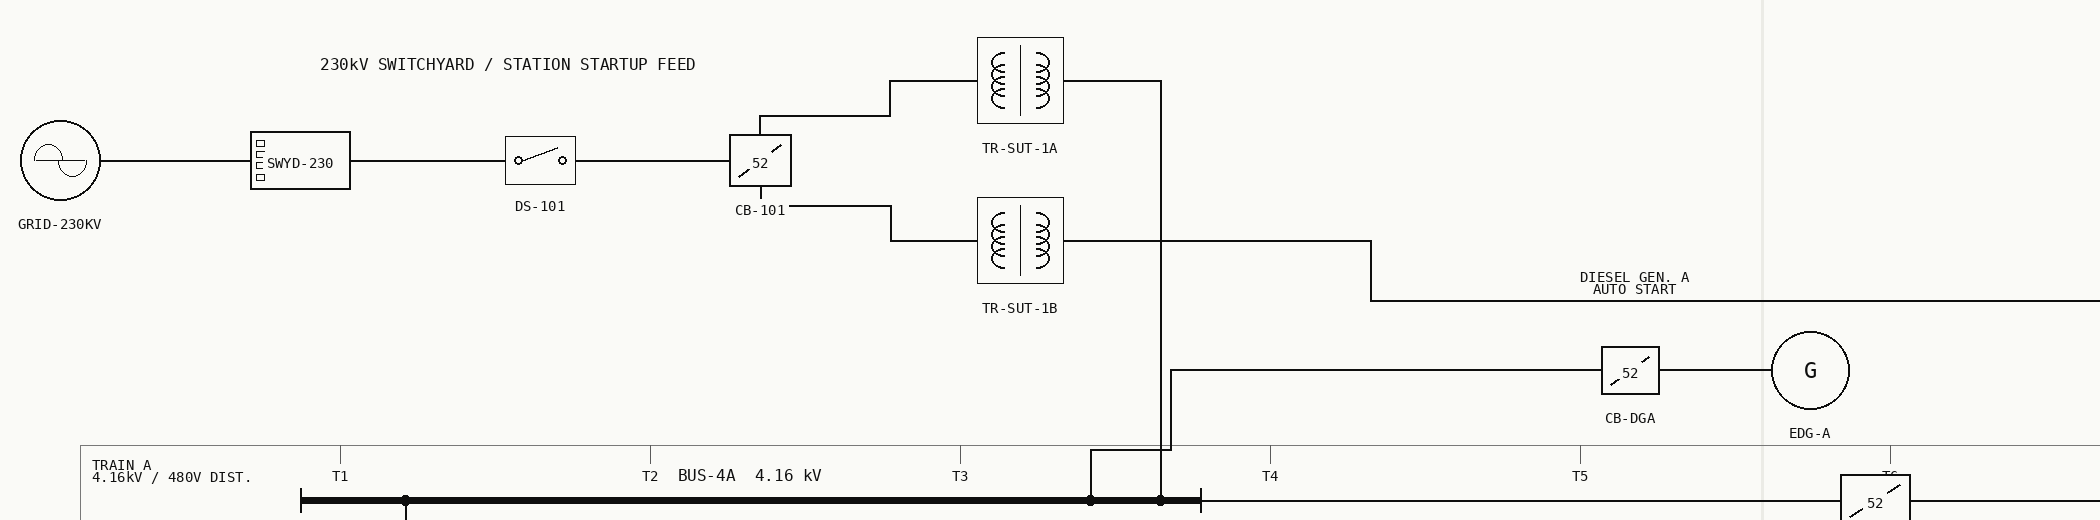 230kV SWITCHYARD / STATION STARTUP FEED
GRID-230KV
SWYD-230
DS-101
52
CB-101
TR-SUT-1A
TR-SUT-1B
DIESEL GEN. A
AUTO START
52
CB-DGA
G
EDG-A
TRAIN A
4.16kV / 480V DIST.
T1
T2
BUS-4A 4.16 kV
T3
T4
T5
T6
52